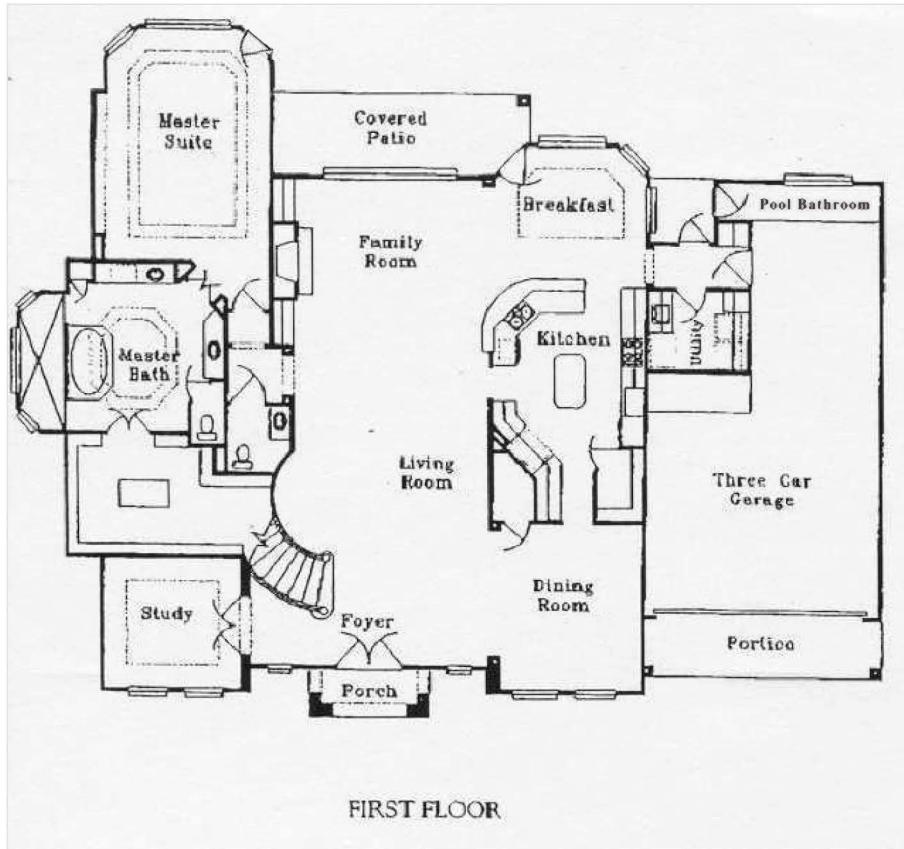 Master
Suite
Covered
Patio
Breakfast
Pool Bathroom
Family
Room
Kitchen
Utility
Master
Bath
Living
Room
Three Car
Garage
Dining
Room
Study
Foyer
Portico
Porch
FIRST FLOOR